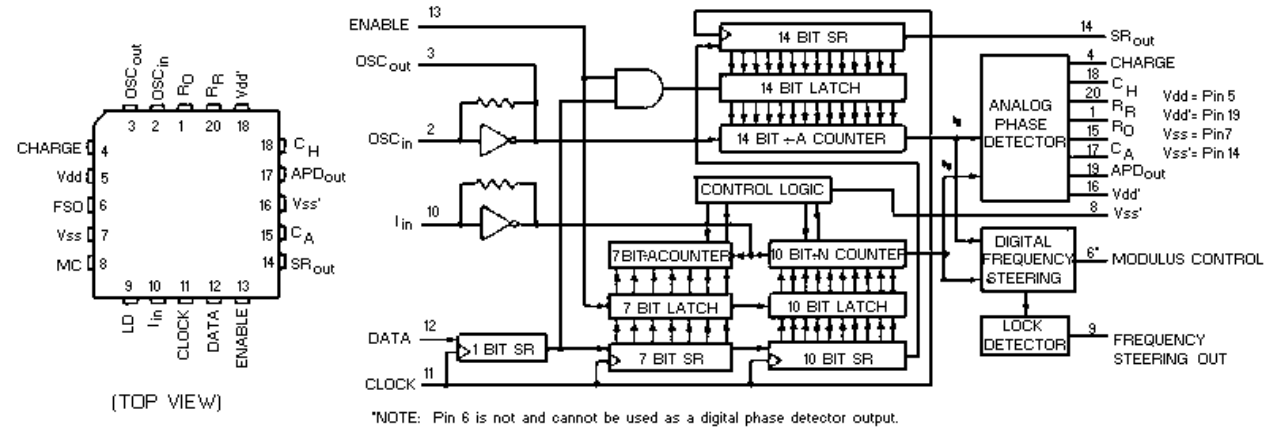 OSCout
OSCin
RO
RR
Vdd'
3 2 1 20 18
CHARGE 4
Vdd 5
FSO 6
Vss 7
MC 8
18 CH
17 APDout
16 Vss'
15 CA
14 SRout
9 10 11 12 13
LD
Iin
CLOCK
DATA
ENABLE
(TOP VIEW)
ENABLE 13
OSCout 3
OSCin 2
Iin 10
DATA 12
CLOCK 11
14 BIT SR
14 BIT LATCH
14 BIT ÷A COUNTER
CONTROL LOGIC
7BIT÷ACOUNTER
10 BIT÷N COUNTER
7 BIT LATCH
10 BIT LATCH
1 BIT SR
7 BIT SR
10 BIT SR
ANALOG
PHASE
DETECTOR
DIGITAL
FREQUENCY
STEERING
LOCK
DETECTOR
14 SRout
4 CHARGE
18 CH
20 RR
1 RO
15 CA
17 APDout
19 Vdd'
16 Vss'
8 MODULUS CONTROL
6* FREQUENCY
STEERING OUT
9
Vdd = Pin 5
Vdd'= Pin 19
Vss = Pin7
Vss'= Pin 14
*NOTE: Pin 6 is not and cannot be used as a digital phase detector output.